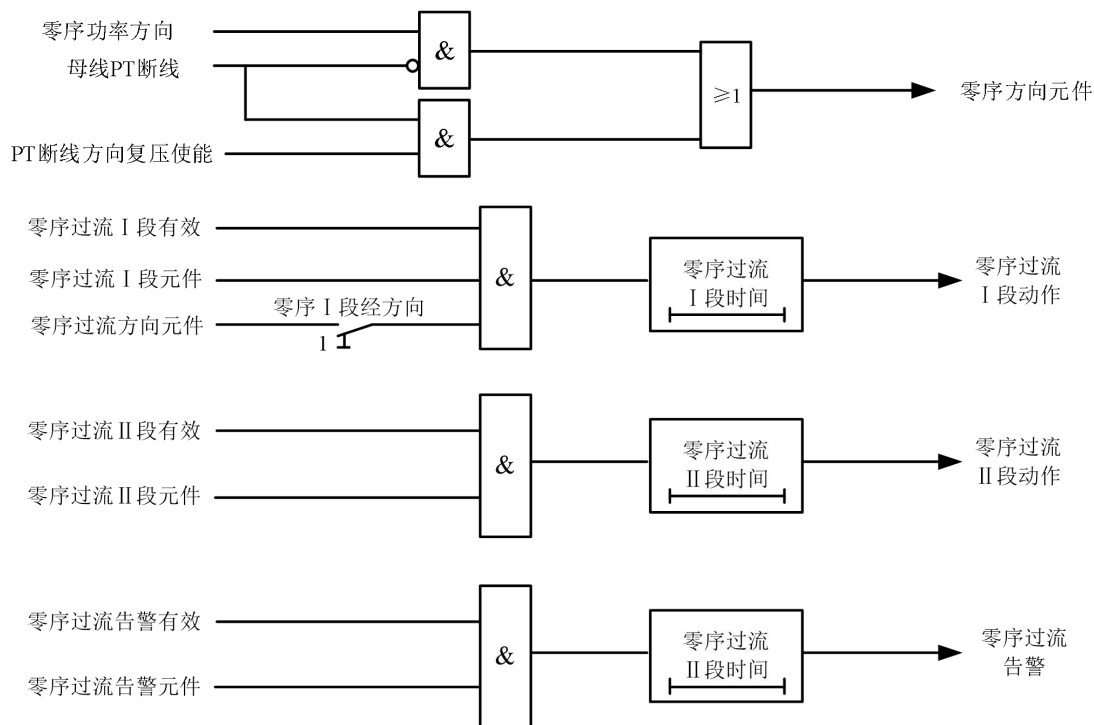 零序功率方向
母线PT断线
&
≥1
零序方向元件
&
PT断线方向复压使能
零序过流Ⅰ段有效
零序过流Ⅰ段元件
&
零序过流
Ⅰ段时间
零序过流
Ⅰ段动作
零序Ⅰ段经方向
零序过流方向元件
1
零序过流Ⅱ段有效
&
零序过流
Ⅱ段时间
零序过流
Ⅱ段动作
零序过流Ⅱ段元件
零序过流告警有效
&
零序过流
Ⅱ段时间
零序过流
告警
零序过流告警元件